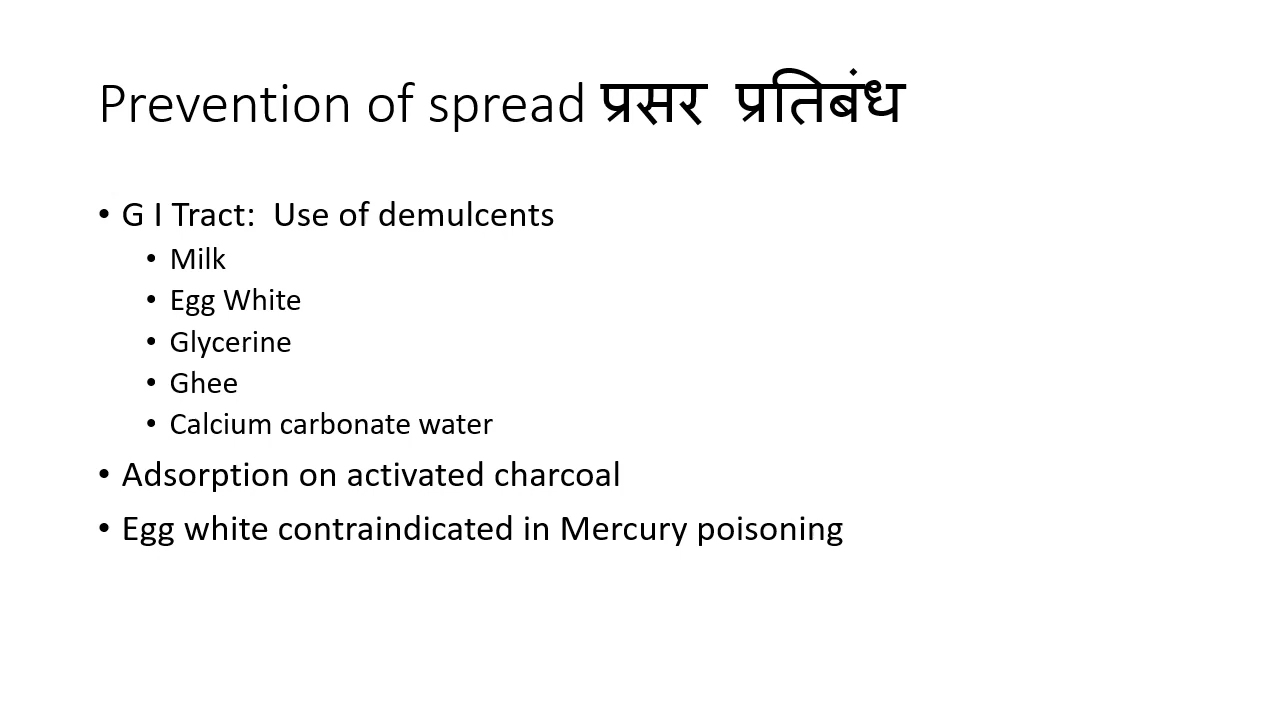 Prevention of spread प्रसर प्रतिबंध
• G I Tract: Use of demulcents
• Milk
• Egg White
• Glycerine
• Ghee
• Calcium carbonate water
• Adsorption on activated charcoal
• Egg white contraindicated in Mercury poisoning